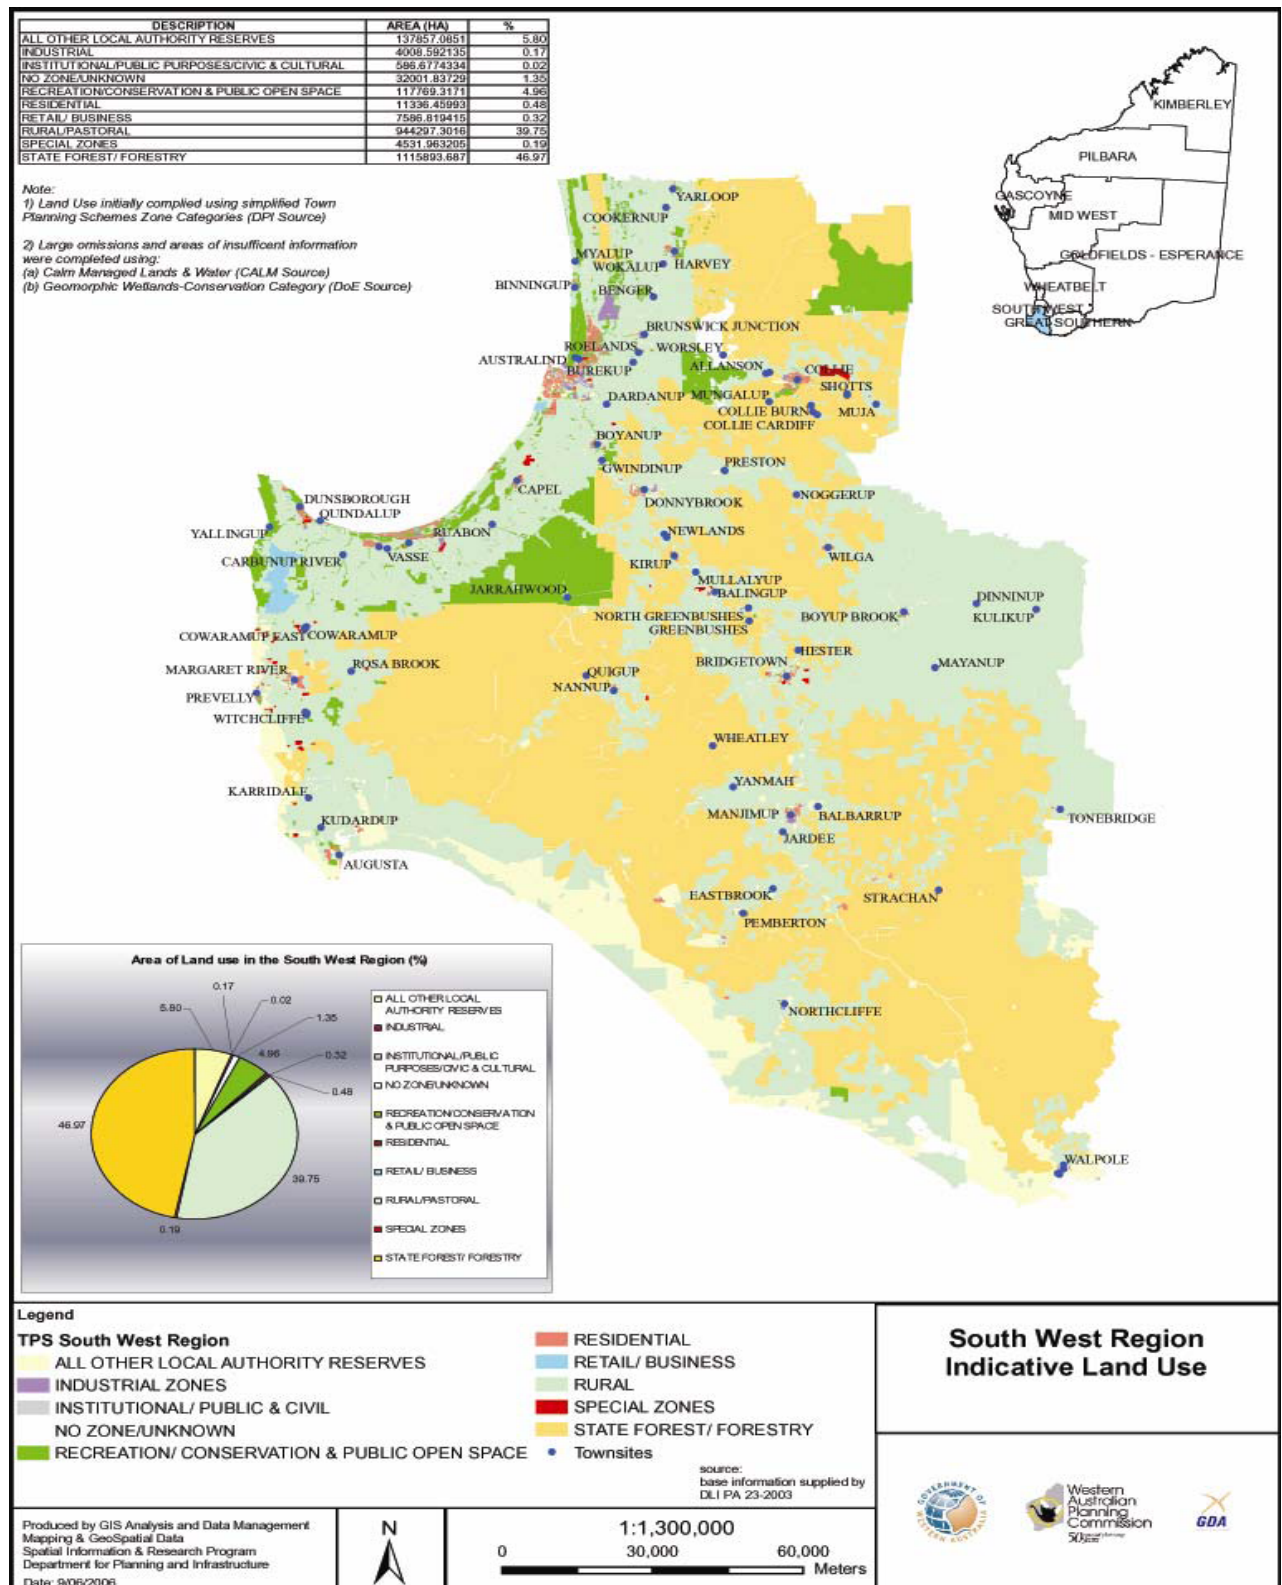 DESCRIPTION AREA (HA) %
ALL OTHER LOCAL AUTHORITY RESERVES 137857.0851 5.80
INDUSTRIAL 4008.592135 0.17
INSTITUTIONAL/PUBLIC PURPOSES/CIVIC & CULTURAL 586.6774334 0.02
NO ZONE/UNKNOWN 32001.83729 1.35
RECREATION/CONSERVATION & PUBLIC OPEN SPACE 117769.3171 4.96
RESIDENTIAL 11336.45993 0.48
RETAIL/ BUSINESS 7586.819415 0.32
RURAL/PASTORAL 944297.3016 39.75
SPECIAL ZONES 4531.963205 0.19
STATE FOREST/ FORESTRY 1115893.687 46.97
Note:
1) Land Use initially complied using simplified Town
Planning Schemes Zone Categories (DPI Source)
2) Large omissions and areas of insufficent information
were completed using:
(a) Calm Managed Lands & Water (CALM Source)
(b) Geomorphic Wetlands-Conservation Category (DoE Source)
KIMBERLEY
PILBARA
GASCOYNE
MID WEST
GOLDFIELDS - ESPERANCE
WHEATBELT
SOUTH WEST
GREAT SOUTHERN
YARLOOP
COOKERNUP
MYALUP
WOKALUP
HARVEY
BINNINGUP
BENGER
BRUNSWICK JUNCTION
ROELANDS
WORSLEY
AUSTRALIND
BUREKUP
ALLANSON
COLLIE
SHOTTS
DARDANUP
MUNGALUP
COLLIE BURN
MUJA
COLLIE CARDIFF
BOYANUP
GWINDINUP
PRESTON
CAPEL
DONNYBROOK
NOGGERUP
DUNSBOROUGH
QUINDALUP
YALLINGUP
RUABON
NEWLANDS
CARBUNUP RIVER
VASSE
WILGA
KIRUP
MULLALYUP
JARRAHWOOD
BALINGUP
DINNINUP
NORTH GREENBUSHES
BOYUP BROOK
KULIKUP
GREENBUSHES
COWARAMUP EAST
COWARAMUP
HESTER
BRIDGETOWN
MAYANUP
MARGARET RIVER
ROSA BROOK
QUIGUP
NANNUP
PREVELLY
WITCHCLIFFE
WHEATLEY
YANMAH
KARRIDALE
MANJIMUP
BALBARRUP
TONEBRIDGE
KUDARDUP
JARDEE
AUGUSTA
EASTBROOK
STRACHAN
PEMBERTON
NORTHCLIFFE
WALPOLE
Area of Land use in the South West Region (%)
0.17
0.02
5.80
1.35
4.96
0.32
0.48
46.97
39.75
0.19
ALL OTHER LOCAL
AUTHORITY RESERVES
INDUSTRIAL
INSTITUTIONAL/PUBLIC
PURPOSES/CIVIC & CULTURAL
NO ZONE/UNKNOWN
RECREATION/CONSERVATION
& PUBLIC OPEN SPACE
RESIDENTIAL
RETAIL/ BUSINESS
RURAL/PASTORAL
SPECIAL ZONES
STATE FOREST/ FORESTRY
Legend
TPS South West Region
ALL OTHER LOCAL AUTHORITY RESERVES
INDUSTRIAL ZONES
INSTITUTIONAL/ PUBLIC & CIVIL
NO ZONE/UNKNOWN
RECREATION/ CONSERVATION & PUBLIC OPEN SPACE
RESIDENTIAL
RETAIL/ BUSINESS
RURAL
SPECIAL ZONES
STATE FOREST/ FORESTRY
Townsites
source:
base information supplied by
DLI PA 23-2003
South West Region
Indicative Land Use
GOVERNMENT OF
WESTERN AUSTRALIA
Western
Australian
Planning
Commission
GDA
Produced by GIS Analysis and Data Management
Mapping & GeoSpatial Data
Spatial Information & Research Program
Department for Planning and Infrastructure
Date: 9/06/2006
N
1:1,300,000
0 30,000 60,000
Meters